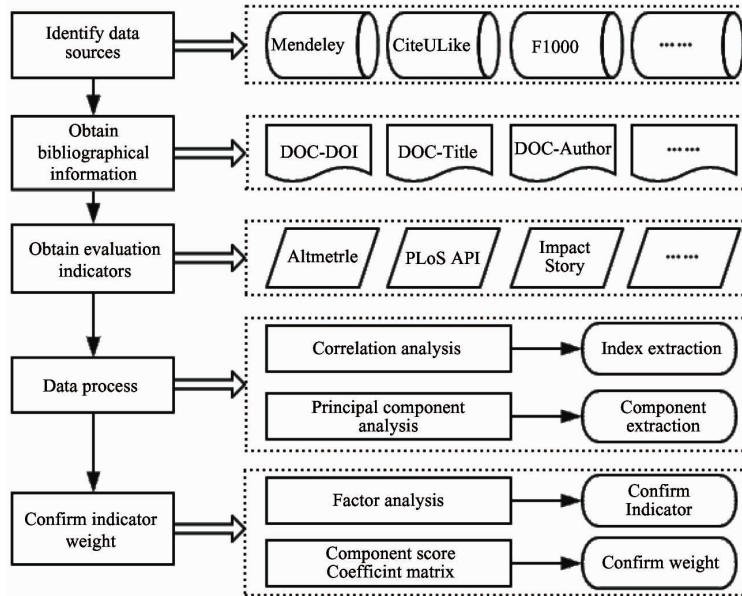 Identify data
sources
Mendeley
CiteULike
F1000
……
Obtain
bibliographical
information
DOC-DOI
DOC-Title
DOC-Author
……
Obtain evaluation
indicators
Altmetrle
PLoS API
Impact
Story
……
Data process
Correlation analysis
Index extraction
Principal component
analysis
Component
extraction
Confirm indicator
weight
Factor analysis
Confirm
Indicator
Component score
Coefficint matrix
Confirm weight